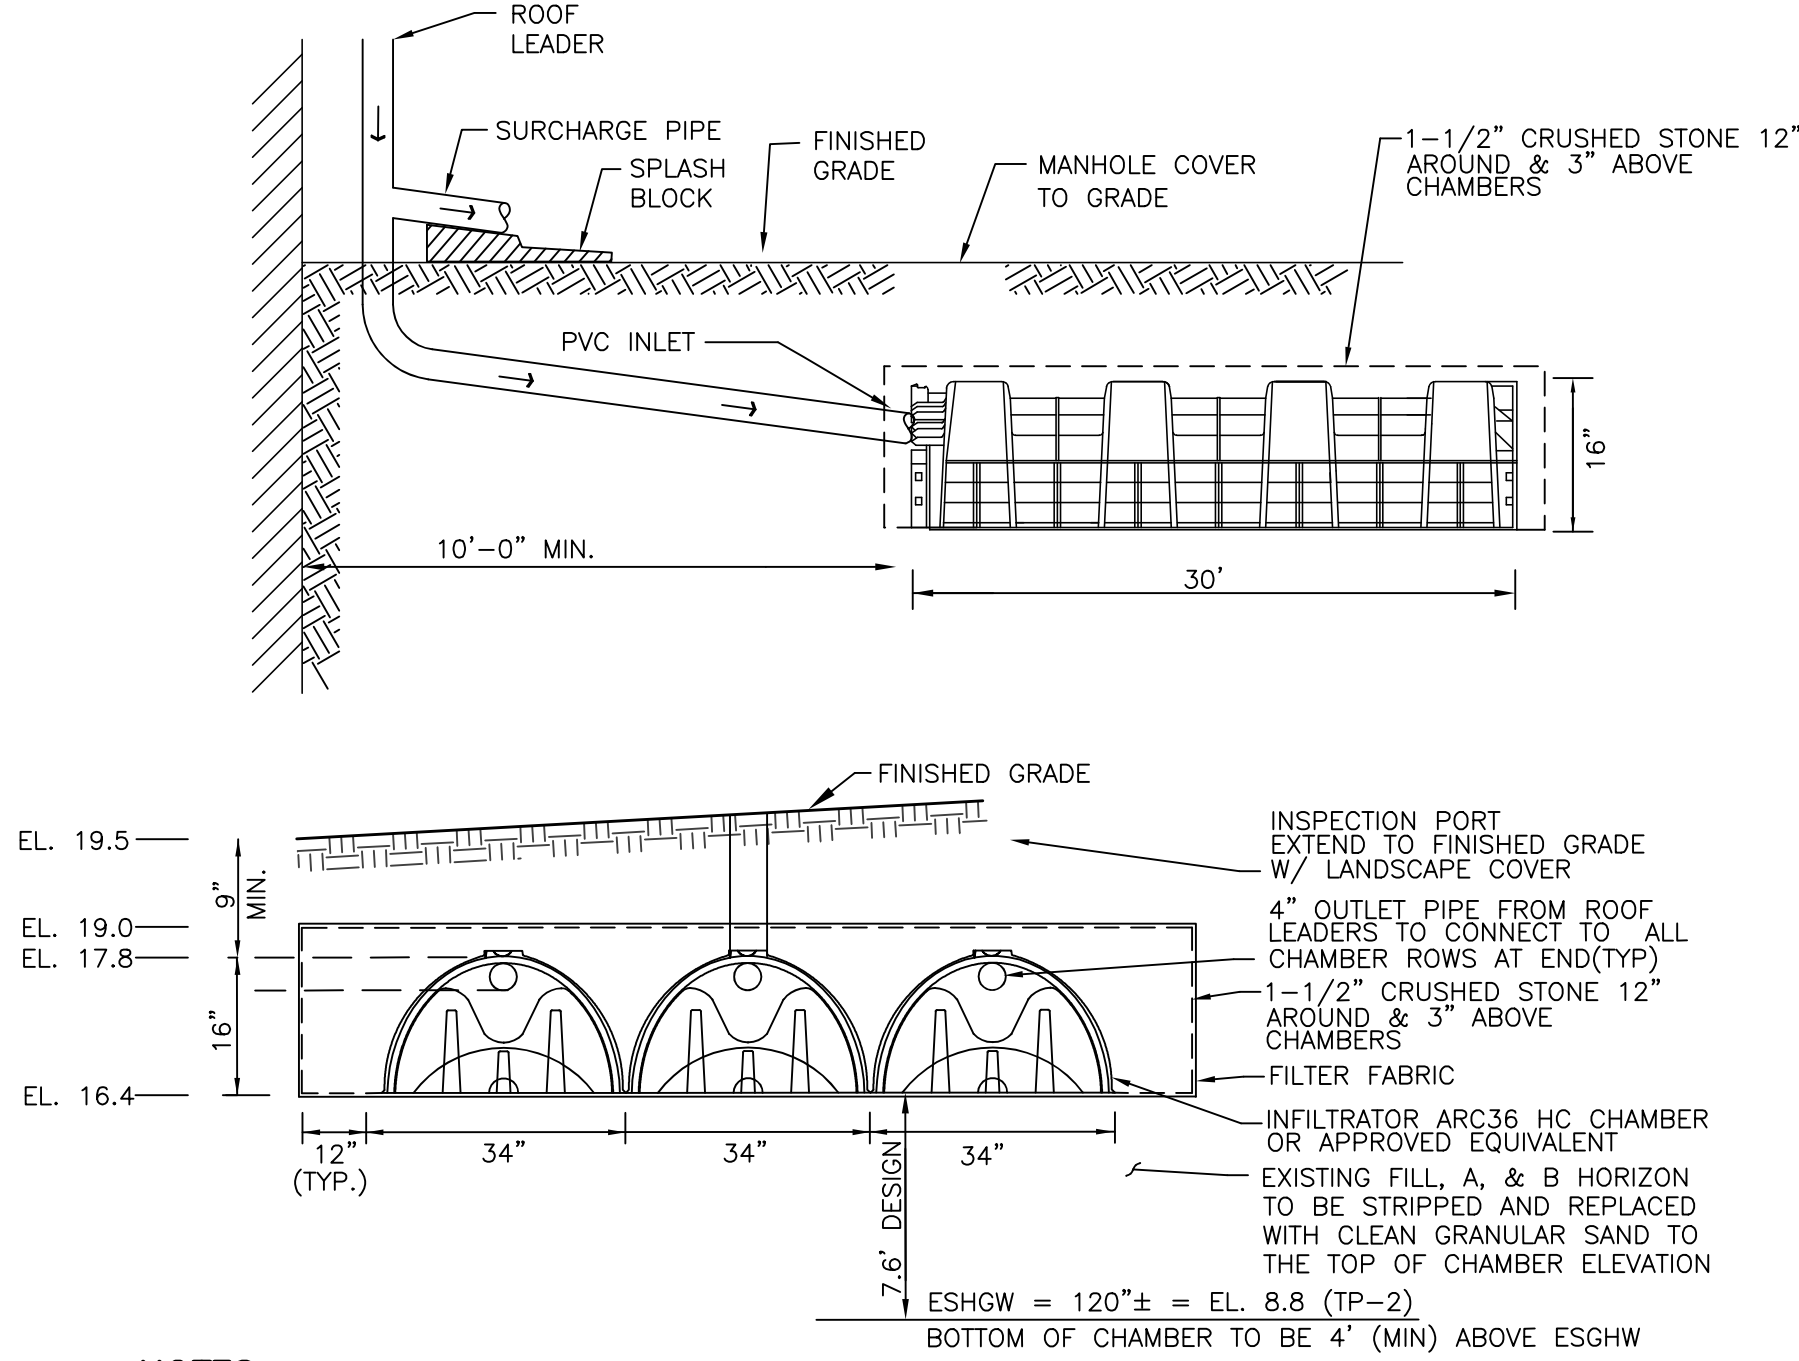 ROOF
LEADER
SURCHARGE PIPE
SPLASH
BLOCK
FINISHED
GRADE
MANHOLE COVER
TO GRADE
1-1/2" CRUSHED STONE 12"
AROUND & 3" ABOVE
CHAMBERS
PVC INLET
16"
10'-0" MIN.
30'
FINISHED GRADE
EL. 19.5
9"
MIN.
EL. 19.0
EL. 17.8
16"
EL. 16.4
INSPECTION PORT
EXTEND TO FINISHED GRADE
W/ LANDSCAPE COVER
4" OUTLET PIPE FROM ROOF
LEADERS TO CONNECT TO ALL
CHAMBER ROWS AT END(TYP)
1-1/2" CRUSHED STONE 12"
AROUND & 3" ABOVE
CHAMBERS
FILTER FABRIC
INFILTRATOR ARC36 HC CHAMBER
OR APPROVED EQUIVALENT
12"
(TYP.)
34"
34"
34"
7.6' DESIGN
EXISTING FILL, A, & B HORIZON
TO BE STRIPPED AND REPLACED
WITH CLEAN GRANULAR SAND TO
THE TOP OF CHAMBER ELEVATION
ESHGW = 120"± = EL. 8.8 (TP-2)
BOTTOM OF CHAMBER TO BE 4' (MIN) ABOVE ESGHW